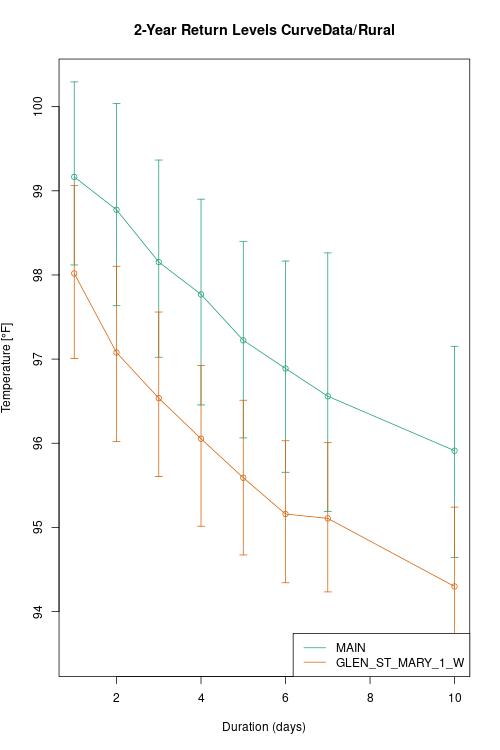 2-Year Return Levels CurveData/Rural
Temperature [°F]
100
99
98
97
96
95
94
2 4 6 8 10
Duration (days)
MAIN
GLEN_ST_MARY_1_W